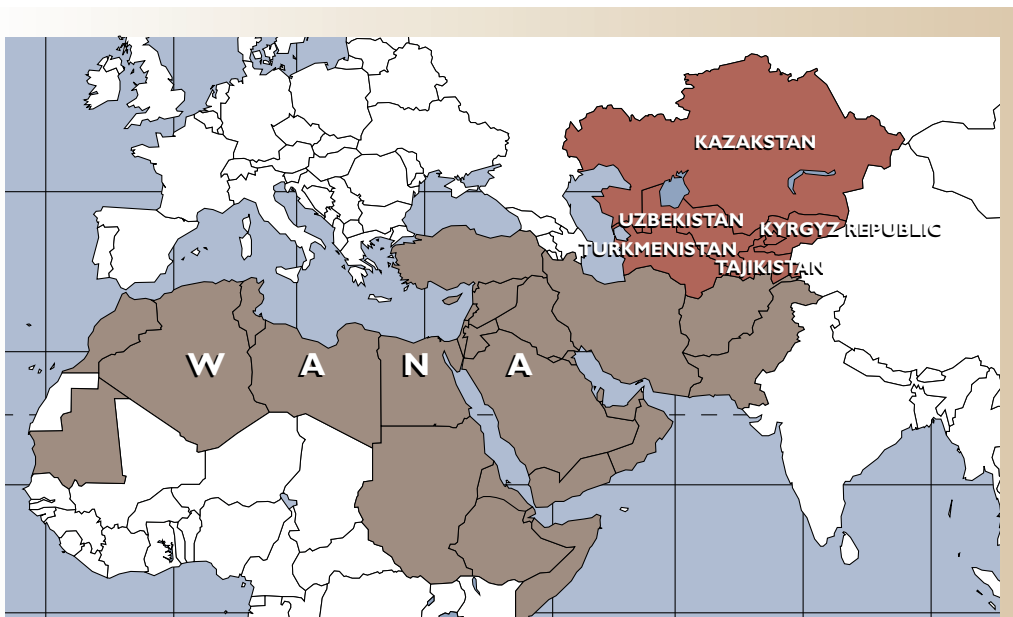 KAZAKSTAN
UZBEKISTAN
KYRGYZ REPUBLIC
TURKMENISTAN
TAJIKISTAN
W A N A